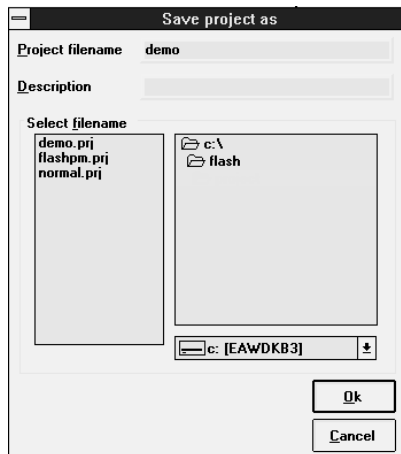 Save project as
Project filename demo
Description
Select filename
demo.prj
flashpm.prj
normal.prj
c:\
flash
c: [EAWDKB3]
Ok
Cancel